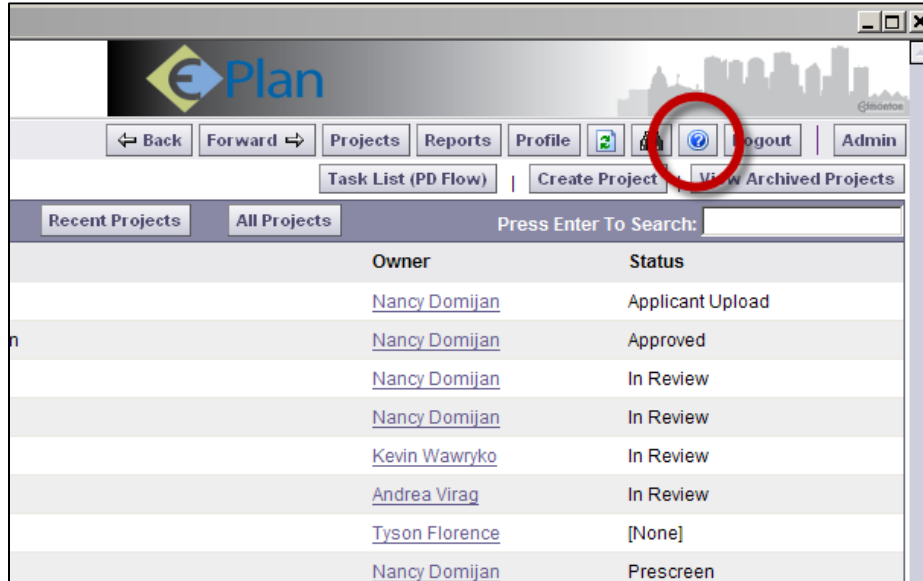 ePlan
Edmonton
Back Forward Projects Reports Profile ? Logout | Admin
Task List (PD Flow) | Create Project | View Archived Projects
Recent Projects All Projects Press Enter To Search:
Owner Status
Nancy Domijan Applicant Upload
n Nancy Domijan Approved
Nancy Domijan In Review
Nancy Domijan In Review
Kevin Wawryko In Review
Andrea Virag In Review
Tyson Florence [None]
Nancy Domijan Prescreen